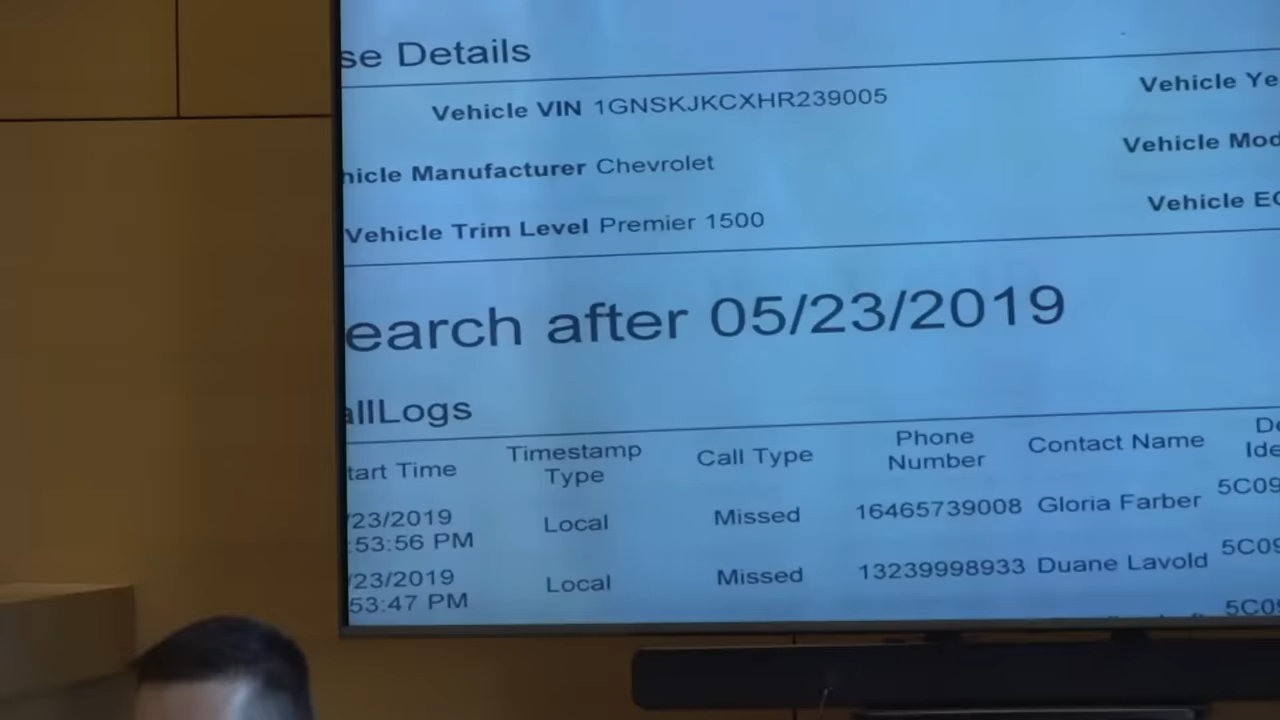 se Details
Vehicle VIN 1GNSKJKCXHR239005
Vehicle Ye
hicle Manufacturer Chevrolet
Vehicle Mod
Vehicle Trim Level Premier 1500
Vehicle EC
earch after 05/23/2019
allLogs
tart Time Timestamp Type Call Type Phone Number Contact Name De Ide
/23/2019 Local Missed 16465739008 Gloria Farber 5C09
:53:56 PM
/23/2019 Local Missed 13239998933 Duane Lavold 5C09
53:47 PM
5C09